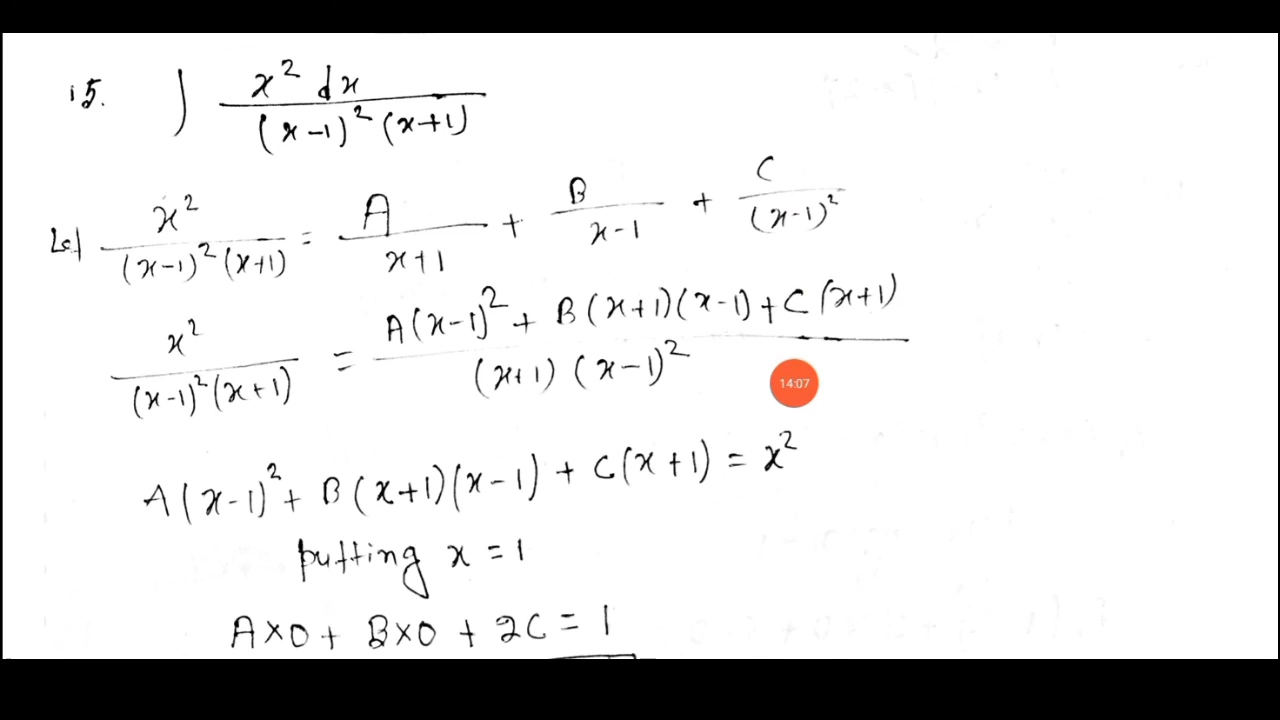 15. ∫ x² dx / (x-1)² (x+1)
Let x² / (x-1)² (x+1) = A / x+1 + B / x-1 + C / (x-1)²
x² / (x-1)² (x+1) = A(x-1)² + B(x+1)(x-1) + C(x+1) / (x+1) (x-1)²
14:07
A(x-1)² + B(x+1)(x-1) + C(x+1) = x²
putting x = 1
A×0 + B×0 + 2C = 1